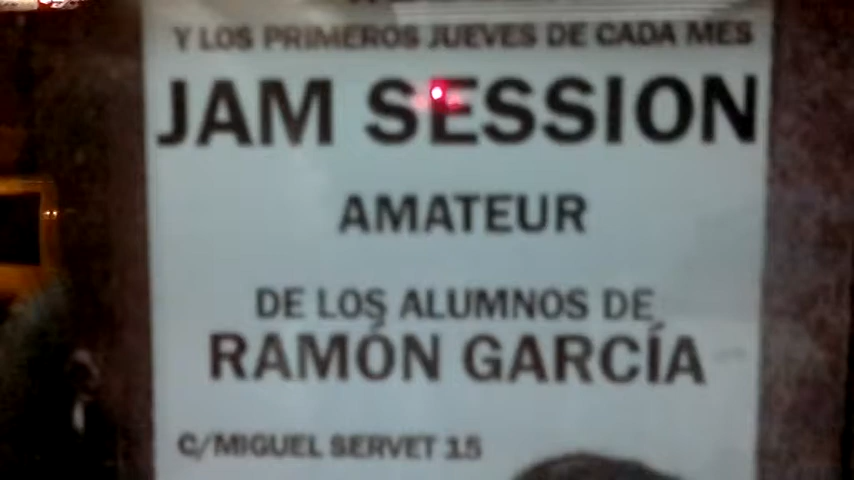 Y LOS PRIMEROS JUEVES DE CADA MES
JAM SESSION
AMATEUR
DE LOS ALUMNOS DE
RAMÓN GARCÍA
C/MIGUEL SERVET 15